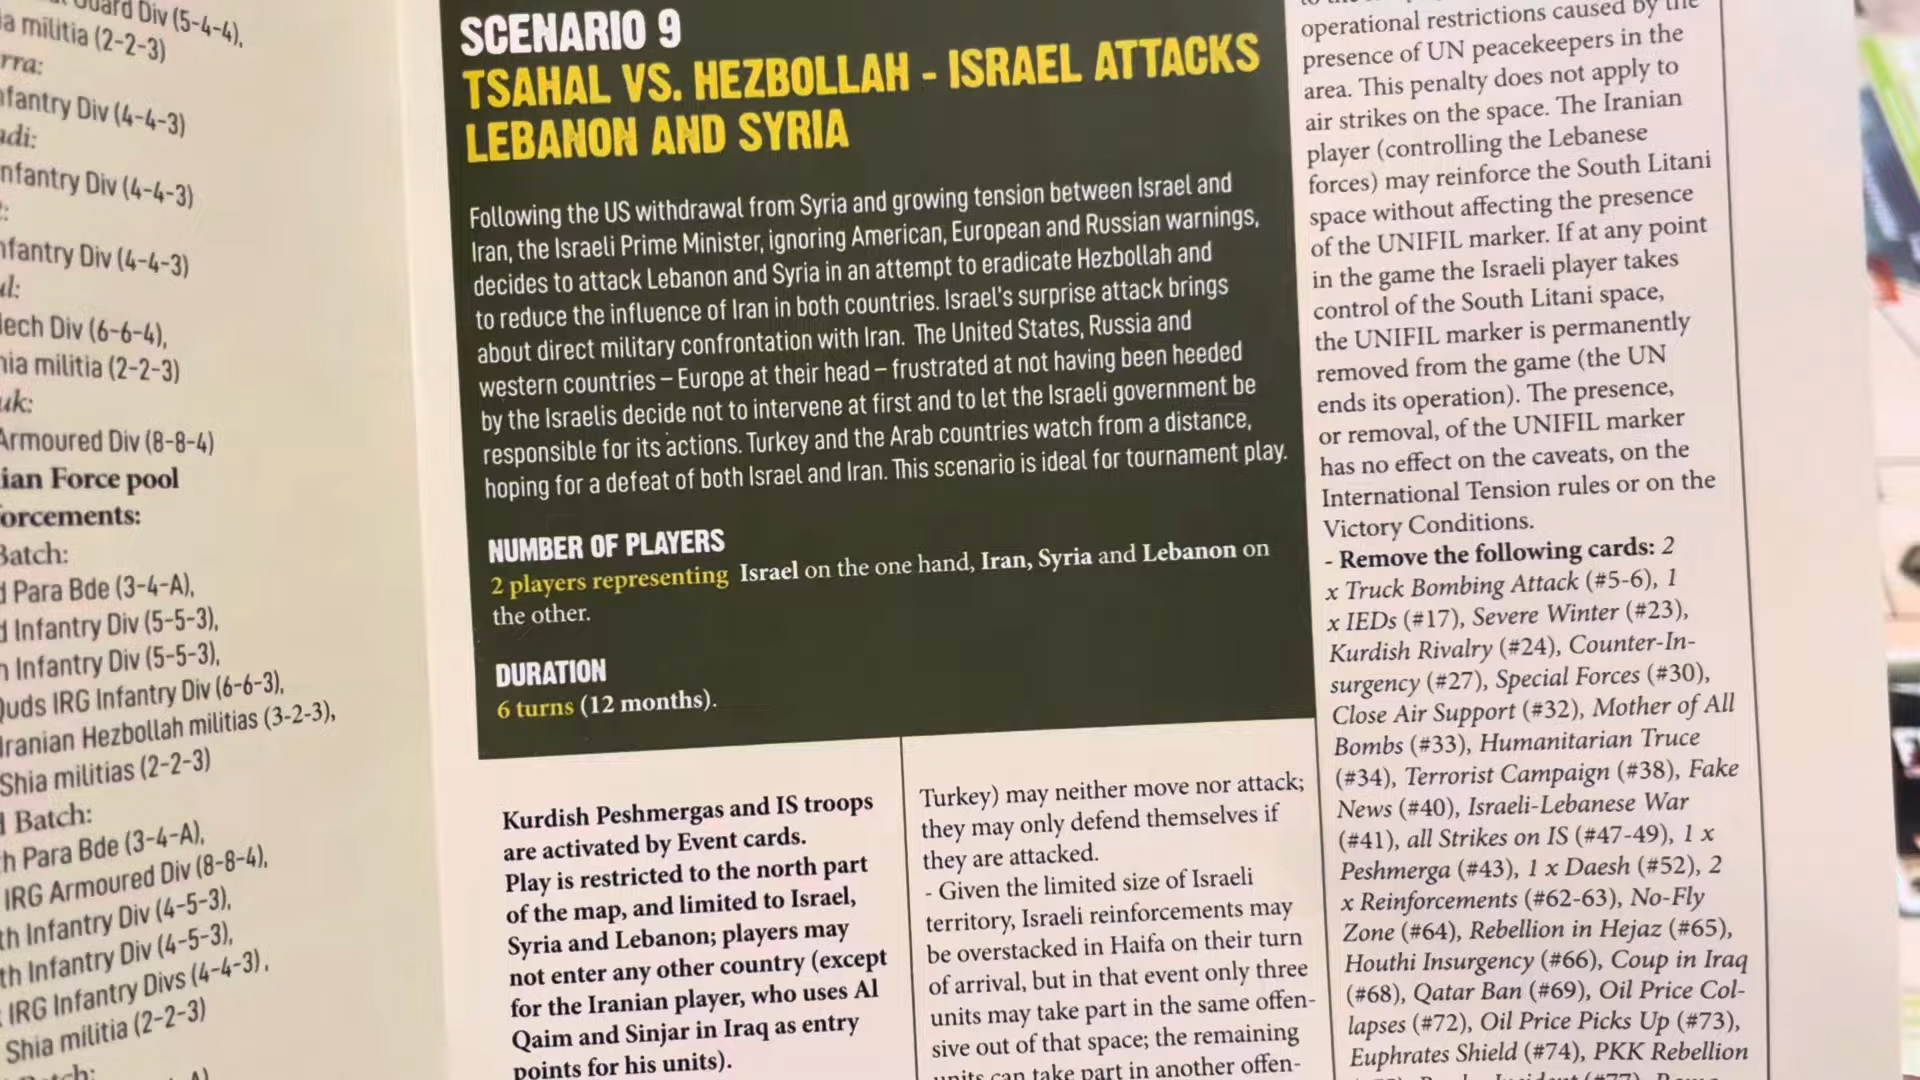 Guard Div (5-4-4),
militia (2-2-3)
Div (4-4-3)
Div (4-4-3)
Div (4-4-3)
Div (6-6-4),
militia (2-2-3)
Armoured Div (8-8-4)
Force pool
Para Bde (3-4-A),
Infantry Div (5-5-3),
Infantry Div (5-5-3),
IRG Infantry Div (6-6-3),
Iranian Hezbollah militias (3-2-3),
Shia militias (2-2-3)
Batch:
Para Bde (3-4-A),
IRG Armoured Div (8-8-4),
Infantry Div (4-5-3),
Infantry Div (4-5-3),
IRG Infantry Divs (4-4-3),
Shia militia (2-2-3)
SCENARIO 9
TSAHAL VS. HEZBOLLAH - ISRAEL ATTACKS
LEBANON AND SYRIA
Following the US withdrawal from Syria and growing tension between Israel and
Iran, the Israeli Prime Minister, ignoring American, European and Russian warnings,
decides to attack Lebanon and Syria in an attempt to eradicate Hezbollah and
to reduce the influence of Iran in both countries. Israel's surprise attack brings
about direct military confrontation with Iran. The United States, Russia and
western countries – Europe at their head – frustrated at not having been heeded
by the Israelis decide not to intervene at first and to let the Israeli government be
responsible for its actions. Turkey and the Arab countries watch from a distance,
hoping for a defeat of both Israel and Iran. This scenario is ideal for tournament play.
NUMBER OF PLAYERS
2 players representing Israel on the one hand, Iran, Syria and Lebanon on
the other.
DURATION
6 turns (12 months).
Kurdish Peshmergas and IS troops
are activated by Event cards.
Play is restricted to the north part
of the map, and limited to Israel,
Syria and Lebanon; players may
not enter any other country (except
for the Iranian player, who uses Al
Qaim and Sinjar in Iraq as entry
points for his units).
Turkey) may neither move nor attack;
they may only defend themselves if
they are attacked.
- Given the limited size of Israeli
territory, Israeli reinforcements may
be overstacked in Haifa on their turn
of arrival, but in that event only three
units may take part in the same offen-
sive out of that space; the remaining
units can take part in another offen-
operational restrictions caused by the
presence of UN peacekeepers in the
area. This penalty does not apply to
air strikes on the space. The Iranian
player (controlling the Lebanese
forces) may reinforce the South Litani
space without affecting the presence
of the UNIFIL marker. If at any point
in the game the Israeli player takes
control of the South Litani space,
the UNIFIL marker is permanently
removed from the game (the UN
ends its operation). The presence,
or removal, of the UNIFIL marker
has no effect on the caveats, on the
International Tension rules or on the
Victory Conditions.
- Remove the following cards: 2
x Truck Bombing Attack (#5-6), 1
x IEDs (#17), Severe Winter (#23),
Kurdish Rivalry (#24), Counter-In-
surgency (#27), Special Forces (#30),
Close Air Support (#32), Mother of All
Bombs (#33), Humanitarian Truce
(#34), Terrorist Campaign (#38), Fake
News (#40), Israeli-Lebanese War
(#41), all Strikes on IS (#47-49), 1 x
Peshmerga (#43), 1 x Daesh (#52), 2
x Reinforcements (#62-63), No-Fly
Zone (#64), Rebellion in Hejaz (#65),
Houthi Insurgency (#66), Coup in Iraq
(#68), Qatar Ban (#69), Oil Price Col-
lapses (#72), Oil Price Picks Up (#73),
Euphrates Shield (#74), PKK Rebellion